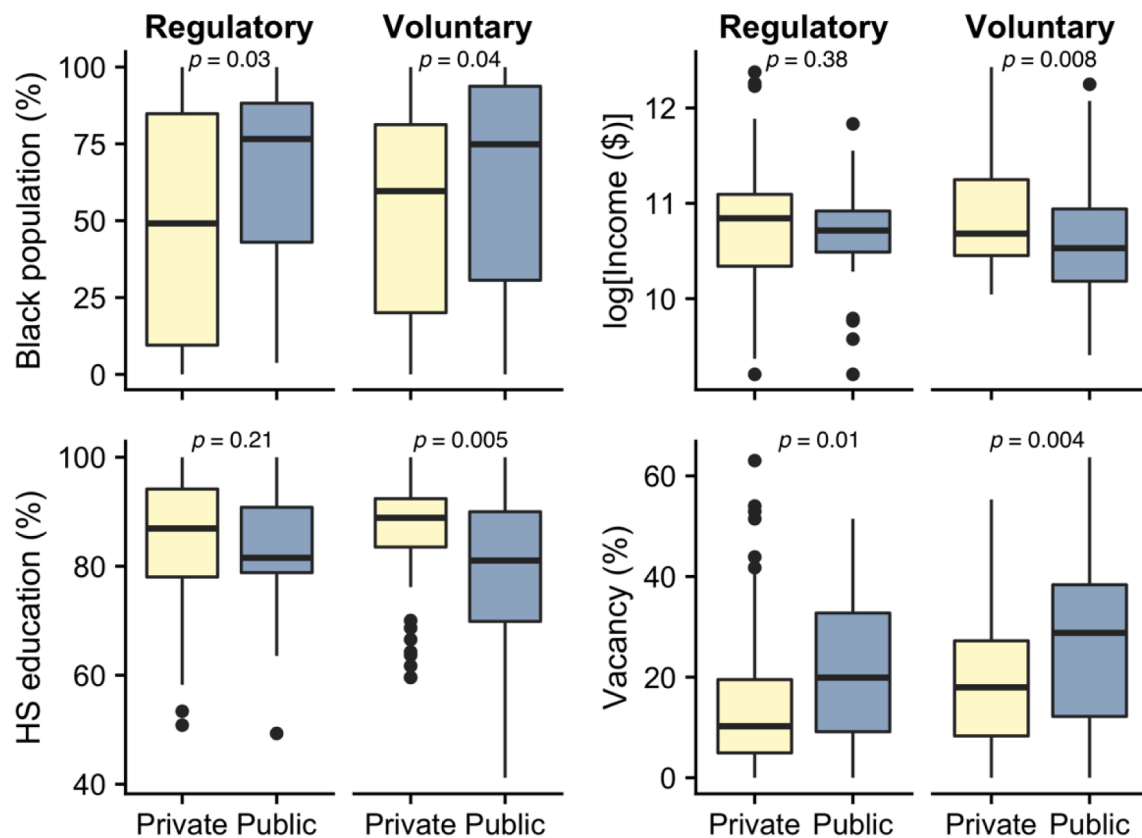 Regulatory Voluntary
p = 0.03 p = 0.04
Black population (%)
100
75
50
25
0
Regulatory Voluntary
p = 0.38 p = 0.008
log[Income ($)]
12
11
10
p = 0.21 p = 0.005
HS education (%)
100
80
60
40
Private Public Private Public
p = 0.01 p = 0.004
Vacancy (%)
60
40
20
0
Private Public Private Public